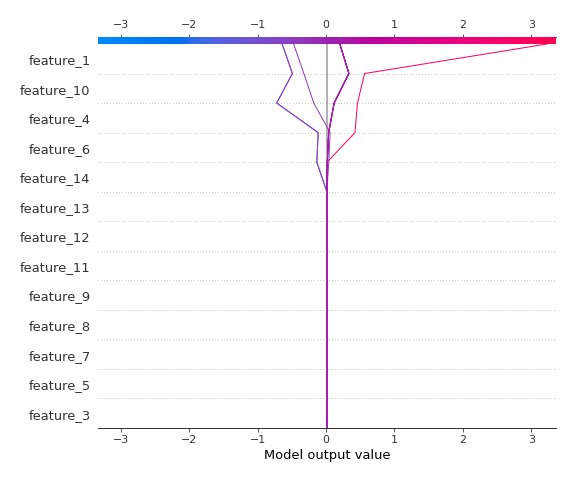 −3 −2 −1 0 1 2 3
feature_1
feature_10
feature_4
feature_6
feature_14
feature_13
feature_12
feature_11
feature_9
feature_8
feature_7
feature_5
feature_3
−3 −2 −1 0 1 2 3
Model output value